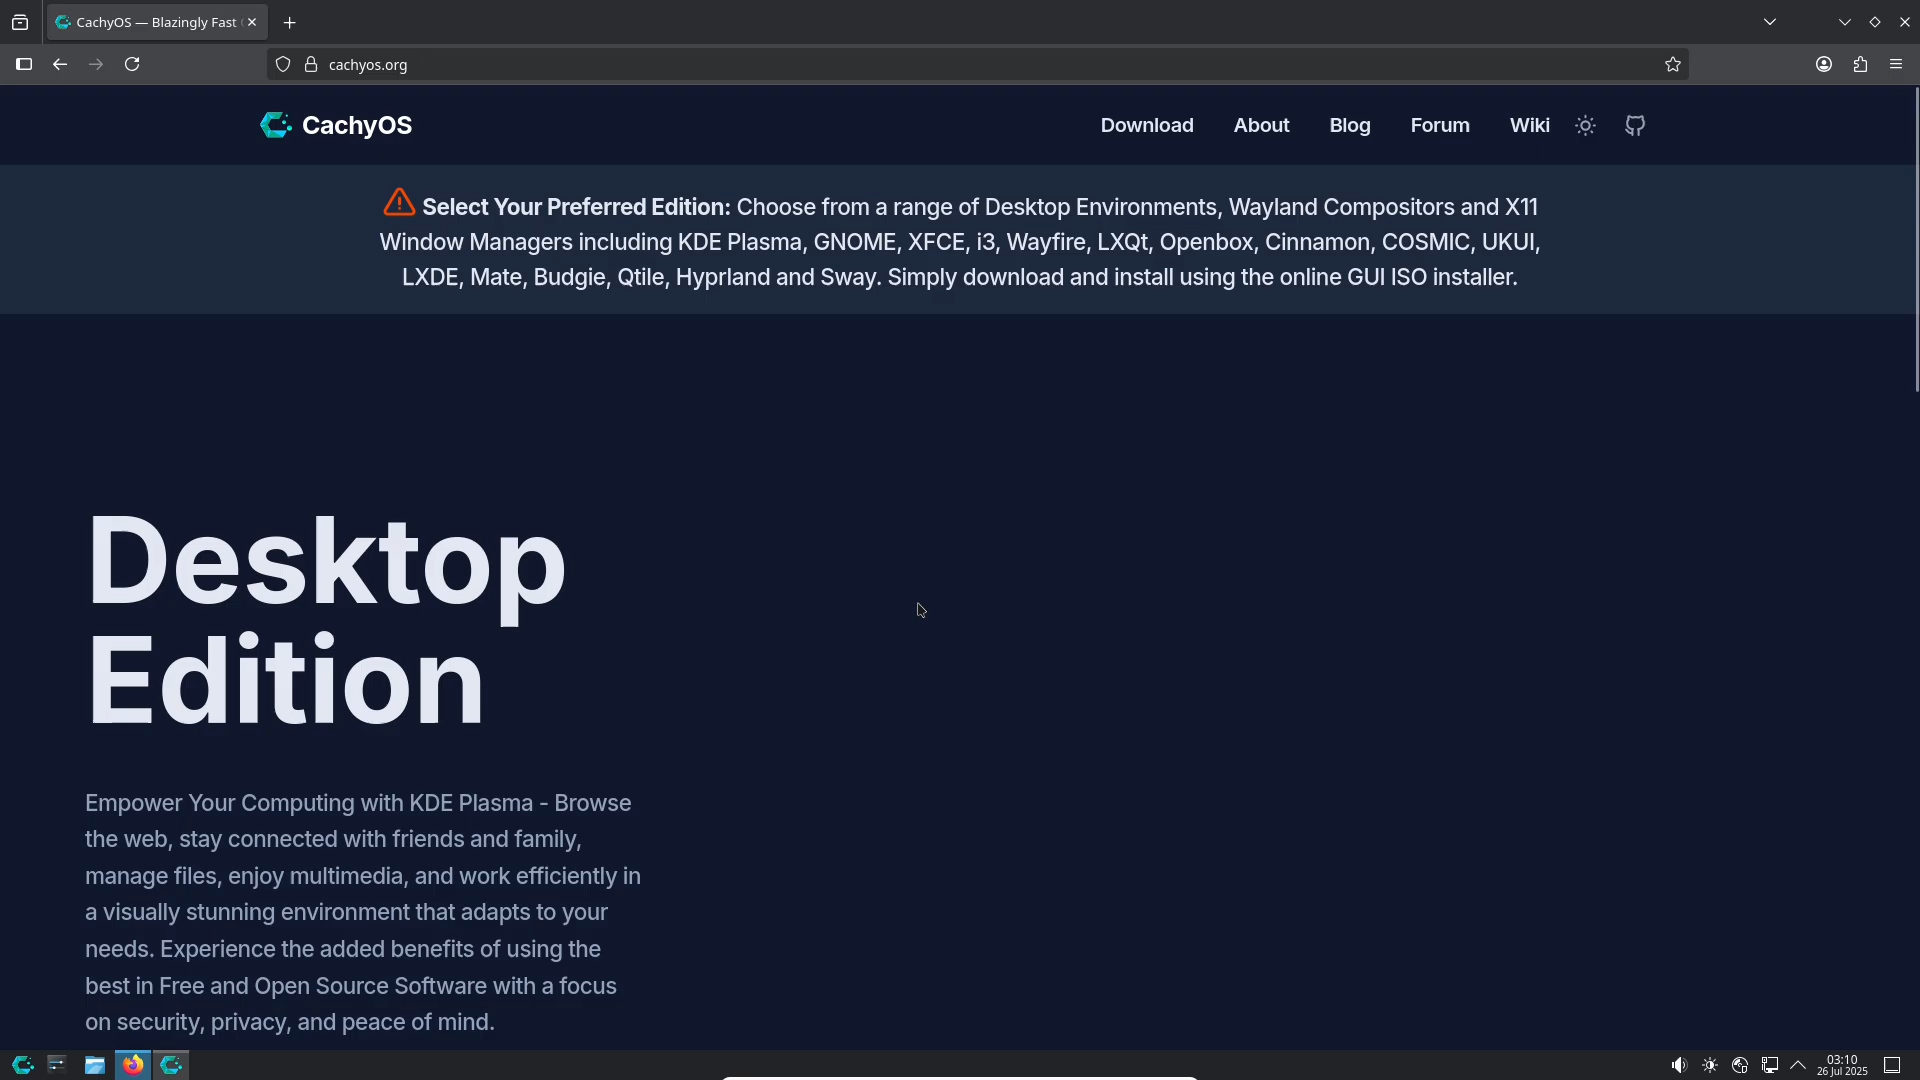 CachyOS — Blazingly Fast
cachyos.org
CachyOS
Download
About
Blog
Forum
Wiki
Select Your Preferred Edition: Choose from a range of Desktop Environments, Wayland Compositors and X11
Window Managers including KDE Plasma, GNOME, XFCE, i3, Wayfire, LXQt, Openbox, Cinnamon, COSMIC, UKUI,
LXDE, Mate, Budgie, Qtile, Hyprland and Sway. Simply download and install using the online GUI ISO installer.
Desktop
Edition
Empower Your Computing with KDE Plasma - Browse
the web, stay connected with friends and family,
manage files, enjoy multimedia, and work efficiently in
a visually stunning environment that adapts to your
needs. Experience the added benefits of using the
best in Free and Open Source Software with a focus
on security, privacy, and peace of mind.
03:10
26 Jul 2025